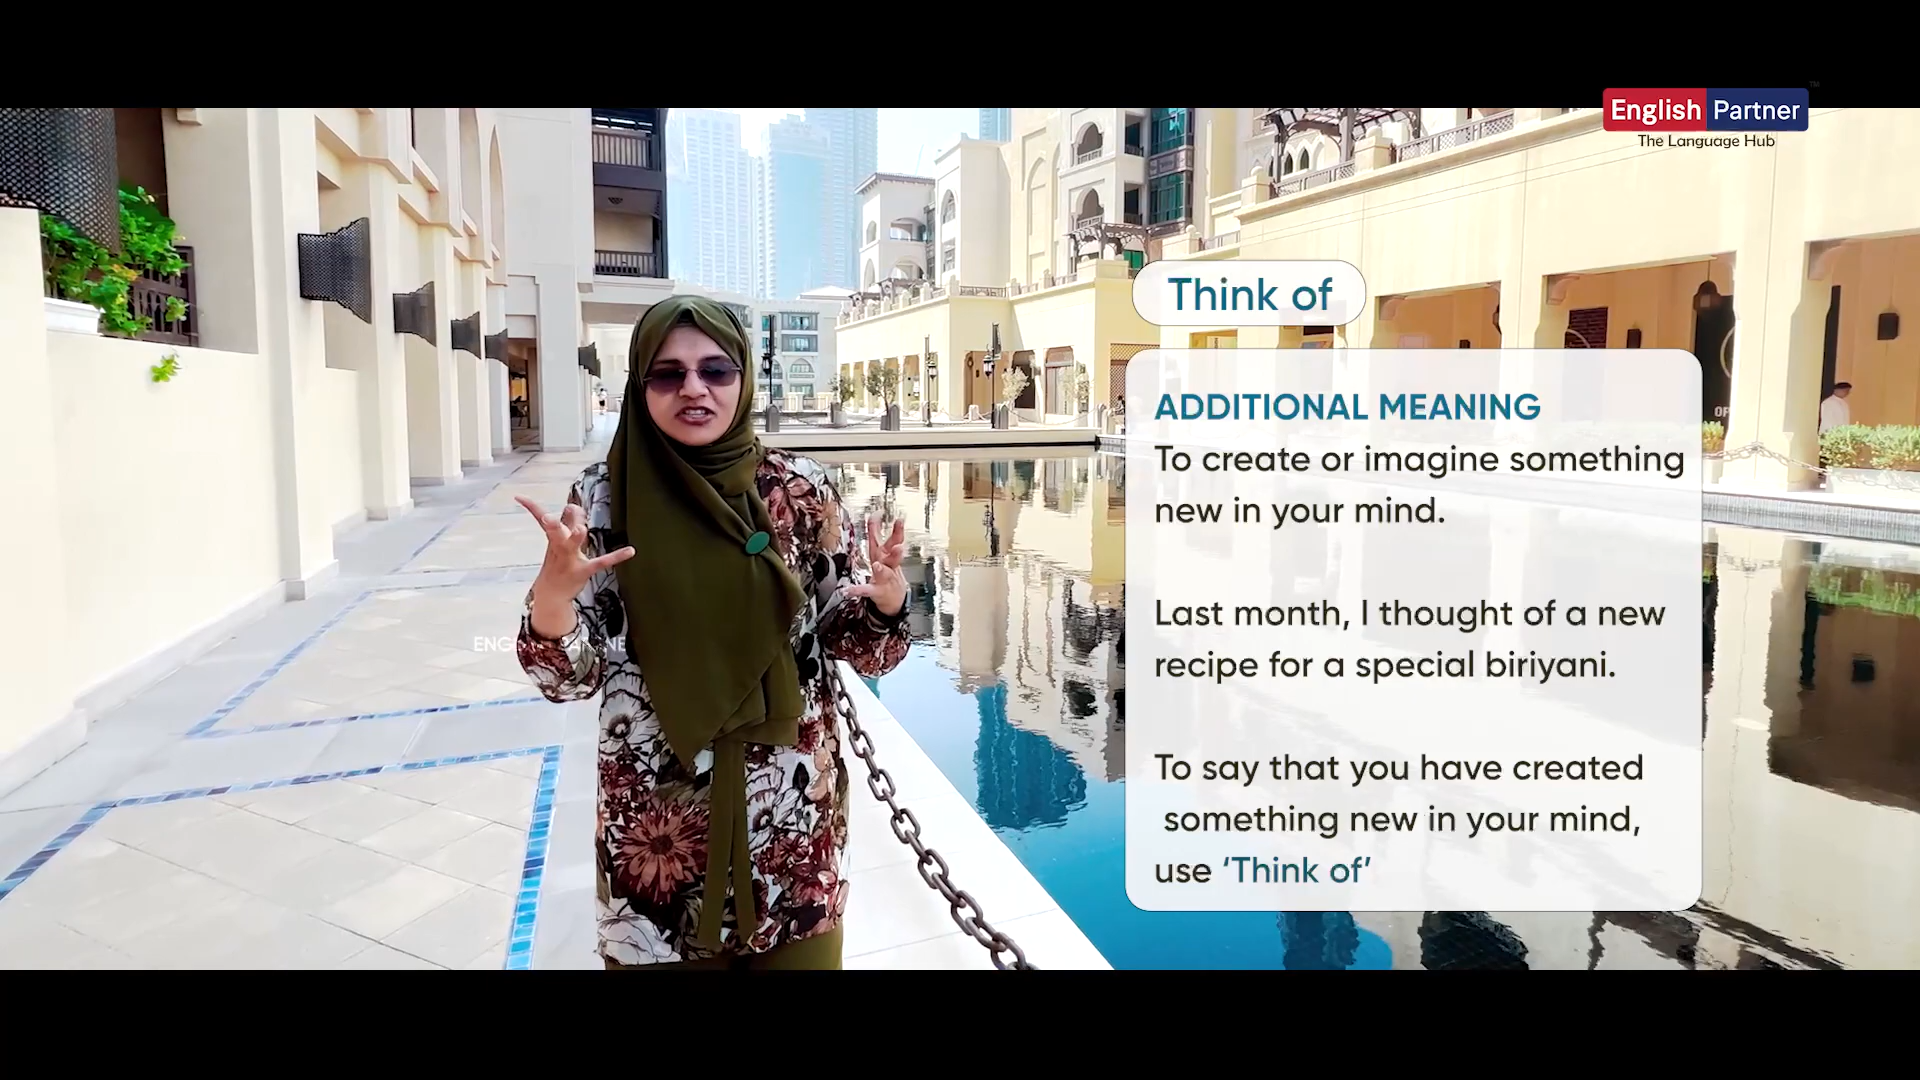 English Partner
The Language Hub
Think of
ADDITIONAL MEANING
To create or imagine something
new in your mind.
Last month, I thought of a new
recipe for a special biriyani.
To say that you have created
something new in your mind,
use ‘Think of’
OP